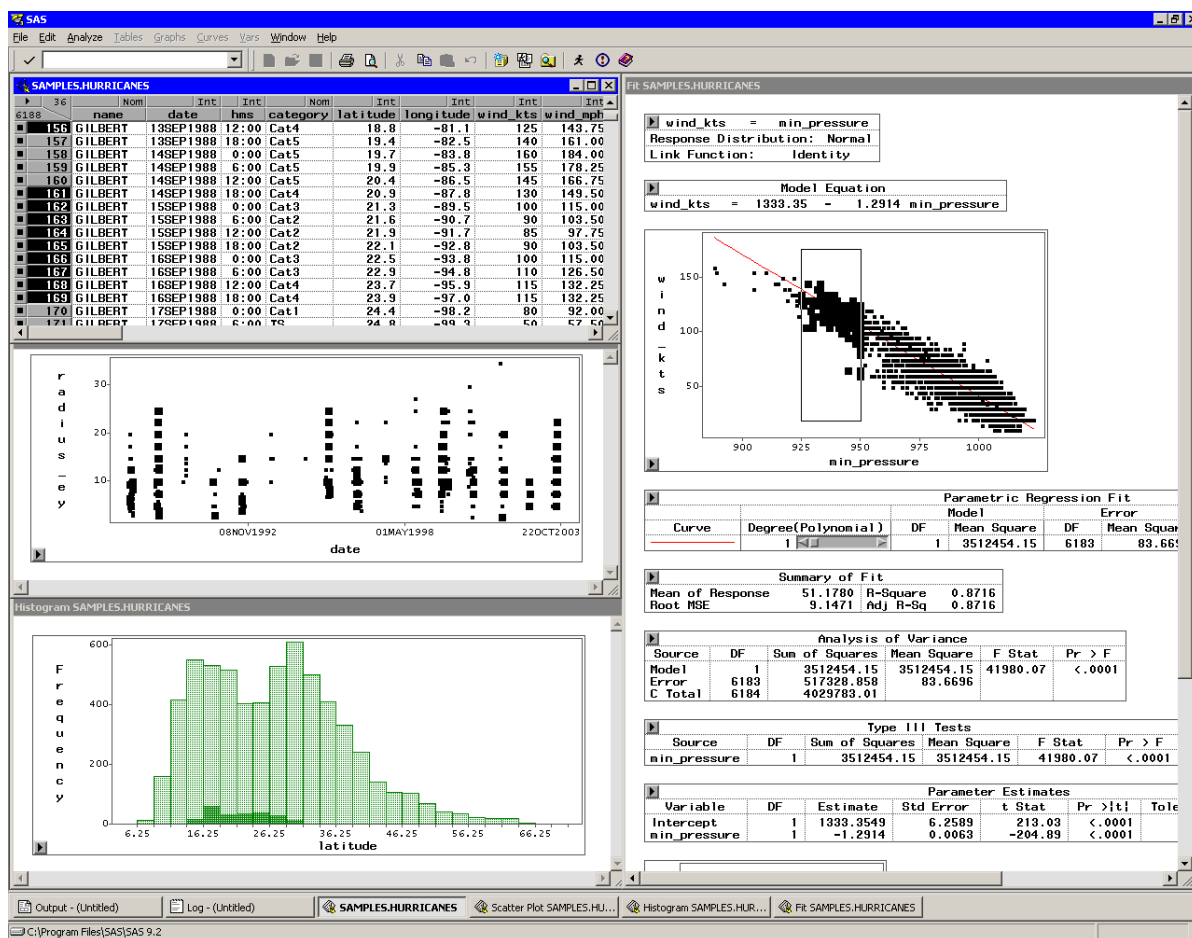 SAS
File Edit Analyze Tables Graphs Curves Vars Window Help
SAMPLES.HURRICANES
36 Nom Int Int Nom Int Int Int Int
6188 name date hms category latitude longitude wind_kts wind_mph
156 GILBERT 13SEP1988 12:00 Cat4 18.8 -81.1 125 143.75
157 GILBERT 13SEP1988 18:00 Cat5 19.4 -82.5 140 161.00
158 GILBERT 14SEP1988 0:00 Cat5 19.7 -83.8 160 184.00
159 GILBERT 14SEP1988 6:00 Cat5 19.9 -85.3 155 178.25
160 GILBERT 14SEP1988 12:00 Cat5 20.4 -86.5 145 166.75
161 GILBERT 14SEP1988 18:00 Cat4 20.9 -87.8 130 149.50
162 GILBERT 15SEP1988 0:00 Cat3 21.3 -89.5 100 115.00
163 GILBERT 15SEP1988 6:00 Cat2 21.6 -90.7 90 103.50
164 GILBERT 15SEP1988 12:00 Cat2 21.9 -91.7 85 97.75
165 GILBERT 15SEP1988 18:00 Cat2 22.1 -92.8 90 103.50
166 GILBERT 16SEP1988 0:00 Cat3 22.5 -93.8 100 115.00
167 GILBERT 16SEP1988 6:00 Cat3 22.9 -94.8 110 126.50
168 GILBERT 16SEP1988 12:00 Cat4 23.7 -95.9 115 132.25
169 GILBERT 16SEP1988 18:00 Cat4 23.9 -97.0 115 132.25
170 GILBERT 17SEP1988 0:00 Cat1 24.4 -98.2 80 92.00
171 GILBERT 17SEP1988 6:00 TS 24.8 -99.3 50 57.50
radius_ey
30
20
10
08NOV1992 01MAY1998 22OCT2003
date
Histogram SAMPLES.HURRICANES
Frequency
600
400
200
0
6.25 16.25 26.25 36.25 46.25 56.25 66.25
latitude
Fit SAMPLES.HURRICANES
wind_kts = min_pressure
Response Distribution: Normal
Link Function: Identity
Model Equation
wind_kts = 1333.35 - 1.2914 min_pressure
wind_kts
150
100
50
900 925 950 975 1000
min_pressure
Parametric Regression Fit
Model Error
Curve Degree(Polynomial) DF Mean Square DF Mean Squar
1 1 3512454.15 6183 83.669
Summary of Fit
Mean of Response 51.1780 R-Square 0.8716
Root MSE 9.1471 Adj R-Sq 0.8716
Analysis of Variance
Source DF Sum of Squares Mean Square F Stat Pr > F
Model 1 3512454.15 3512454.15 41980.07 <.0001
Error 6183 517328.858 83.6696
C Total 6184 4029783.01
Type III Tests
Source DF Sum of Squares Mean Square F Stat Pr > F
min_pressure 1 3512454.15 3512454.15 41980.07 <.0001
Parameter Estimates
Variable DF Estimate Std Error t Stat Pr >|t| Tole
Intercept 1 1333.3549 6.2589 213.03 <.0001
min_pressure 1 -1.2914 0.0063 -204.89 <.0001
Output - (Untitled) Log - (Untitled) SAMPLES.HURRICANES Scatter Plot SAMPLES.HU... Histogram SAMPLES.HUR... Fit SAMPLES.HURRICANES
C:\Program Files\SAS\SAS 9.2